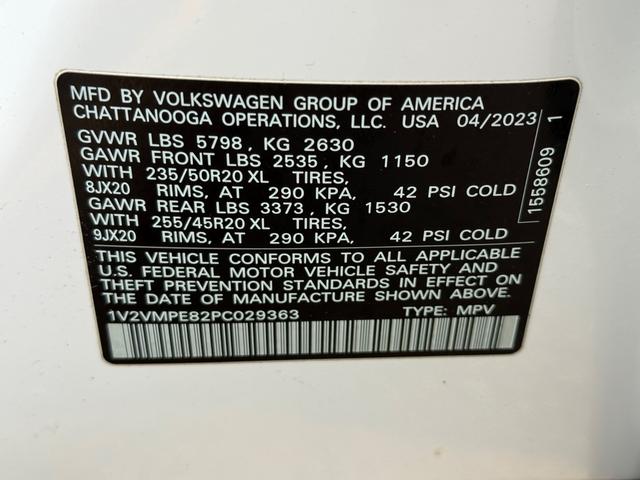 MFD BY VOLKSWAGEN GROUP OF AMERICA
CHATTANOOGA OPERATIONS, LLC. USA 04/2023
GVWR LBS 5798, KG 2630
GAWR FRONT LBS 2535, KG 1150
WITH 235/50R20 XL TIRES,
8JX20 RIMS, AT 290 KPA, 42 PSI COLD
GAWR REAR LBS 3373, KG 1530
WITH 255/45R20 XL TIRES,
9JX20 RIMS, AT 290 KPA, 42 PSI COLD
THIS VEHICLE CONFORMS TO ALL APPLICABLE
U.S. FEDERAL MOTOR VEHICLE SAFETY AND
THEFT PREVENTION STANDARDS IN EFFECT ON
THE DATE OF MANUFACTURE SHOWN ABOVE.
1V2VMPE82PC029363 TYPE: MPV
1558609 1